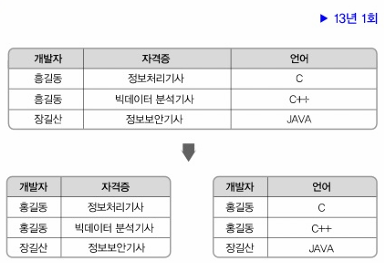 ▶ 13년 1회
개발자 자격증 언어
홍길동 정보처리기사 C
홍길동 빅데이터 분석기사 C++
장길산 정보보안기사 JAVA
개발자 자격증
홍길동 정보처리기사
홍길동 빅데이터 분석기사
장길산 정보보안기사
개발자 언어
홍길동 C
홍길동 C++
장길산 JAVA